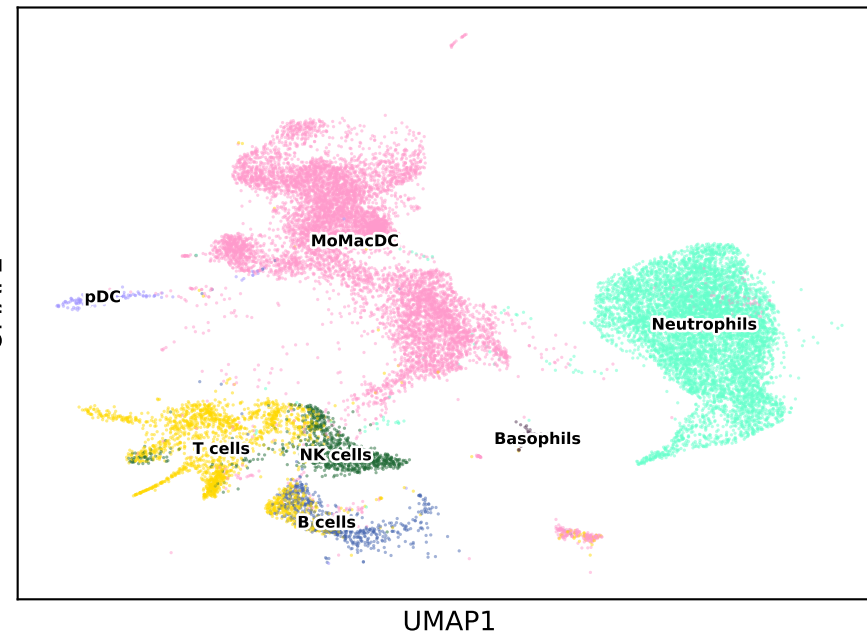 MoMacDC
pDC
Neutrophils
Basophils
T cells
NK cells
B cells
UMAP1